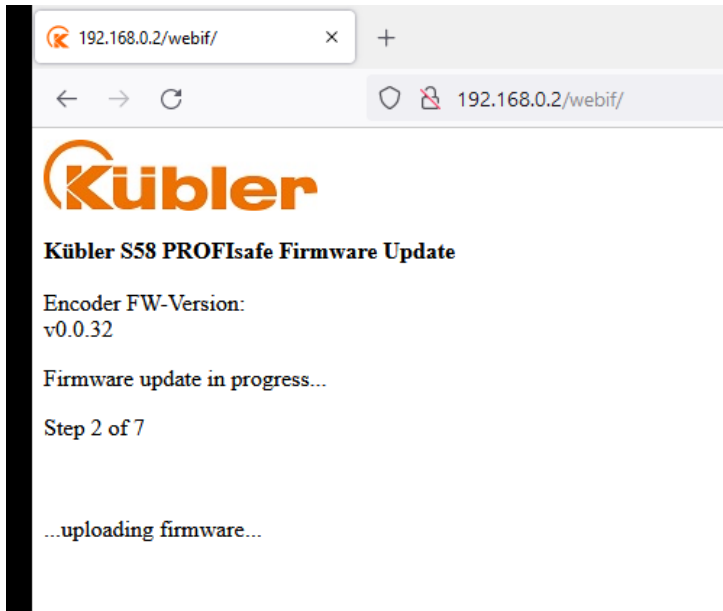 192.168.0.2/webif/
192.168.0.2/webif/
Kübler
Kübler S58 PROFIsafe Firmware Update
Encoder FW-Version:
v0.0.32
Firmware update in progress...
Step 2 of 7
...uploading firmware...